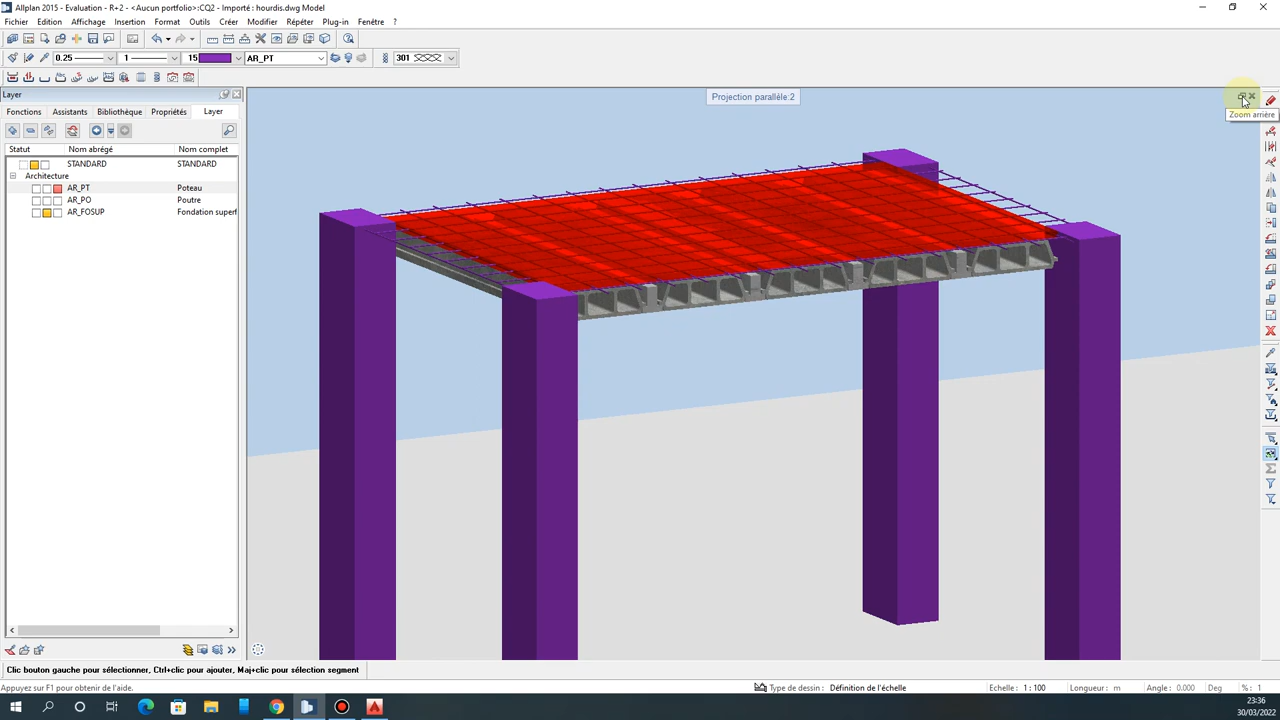 Allplan 2015 - Evaluation - R+2 - <Aucun portfolio>:CQ2 - Importé : hourdis.dwg Model
Fichier Edition Affichage Insertion Format Outils Créer Modifier Répéter Plug-in Fenêtre ?
0.25 1 15 AR_PT 301
Layer
Projection parallèle:2
Zoom arrière
Fonctions Assistants Bibliothèque Propriétés Layer
Statut Nom abrégé Nom complet
STANDARD STANDARD
Architecture
AR_PT Poteau
AR_PO Poutre
AR_FOSUP Fondation superf
Clic bouton gauche pour sélectionner, Ctrl+clic pour ajouter, Maj+clic pour sélection segment
Appuyez sur F1 pour obtenir de l'aide. Type de dessin : Définition de l'échelle Echelle : 1 : 100 Longueur : m Angle : 0.000 Deg % : 1
23:36
30/03/2022